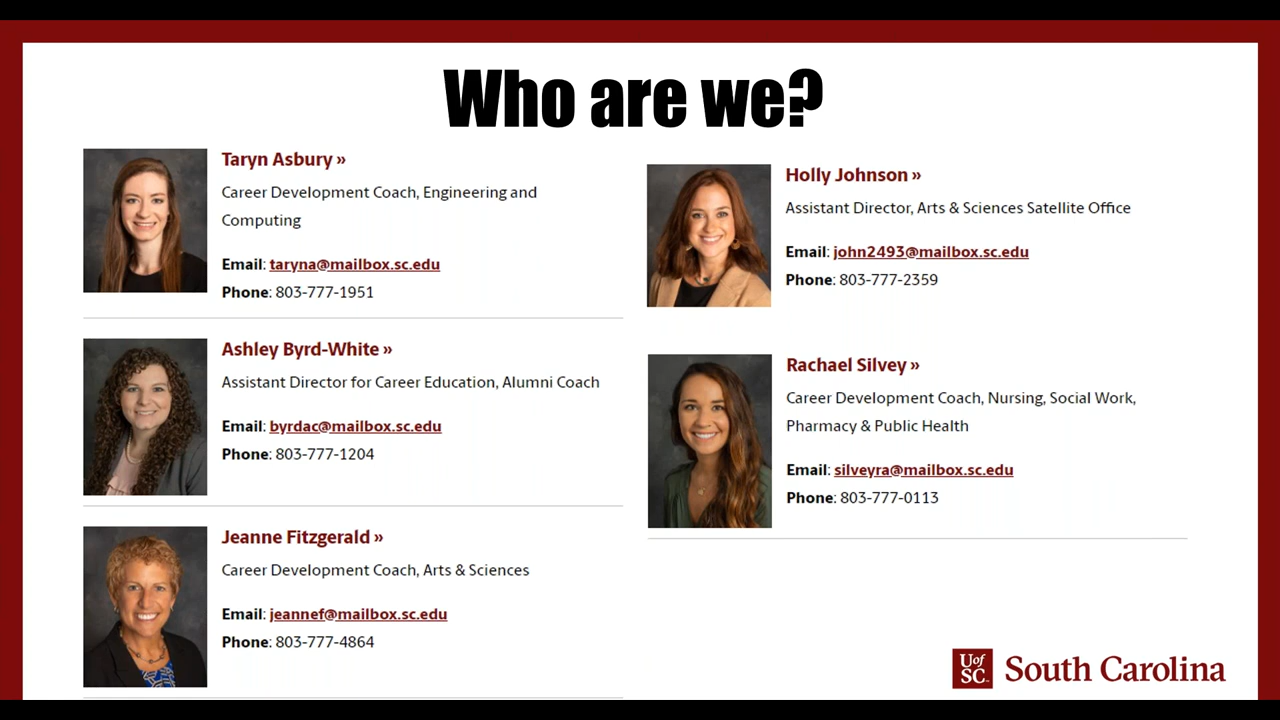 Who are we?
Taryn Asbury »
Career Development Coach, Engineering and
Computing
Email: taryna@mailbox.sc.edu
Phone: 803-777-1951
Ashley Byrd-White »
Assistant Director for Career Education, Alumni Coach
Email: byrdac@mailbox.sc.edu
Phone: 803-777-1204
Jeanne Fitzgerald »
Career Development Coach, Arts & Sciences
Email: jeannef@mailbox.sc.edu
Phone: 803-777-4864
Holly Johnson »
Assistant Director, Arts & Sciences Satellite Office
Email: john2493@mailbox.sc.edu
Phone: 803-777-2359
Rachael Silvey »
Career Development Coach, Nursing, Social Work,
Pharmacy & Public Health
Email: silveyra@mailbox.sc.edu
Phone: 803-777-0113
UofSC
South Carolina